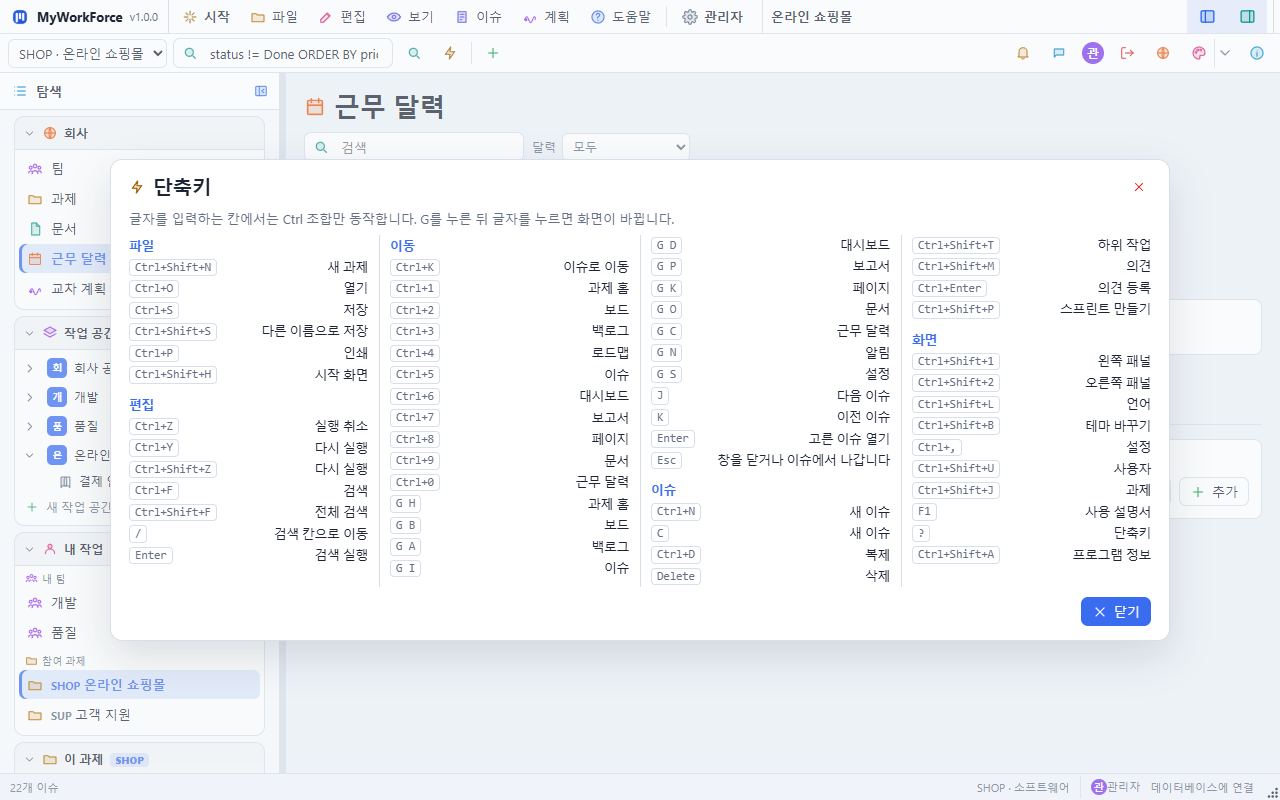 MyWorkForce v1.0.0 시작 파일 편집 보기 이슈 계획 도움말 관리자 온라인 쇼핑몰
SHOP · 온라인 쇼핑몰 status != Done ORDER BY pric 관
탐색
회사
팀
과제
문서
근무 달력
교차 계획
작업 공간
회 회사 공
개 개발
품 품질
온 온라인
결제
새 작업 공간
내 작업
내 팀
개발
품질
참여 과제
SHOP 온라인 쇼핑몰
SUP 고객 지원
이 과제 SHOP
근무 달력
검색 달력 모두
추가
단축키
글자를 입력하는 칸에서는 Ctrl 조합만 동작합니다. G를 누른 뒤 글자를 누르면 화면이 바뀝니다.
파일
Ctrl+Shift+N 새 과제
Ctrl+O 열기
Ctrl+S 저장
Ctrl+Shift+S 다른 이름으로 저장
Ctrl+P 인쇄
Ctrl+Shift+H 시작 화면
편집
Ctrl+Z 실행 취소
Ctrl+Y 다시 실행
Ctrl+Shift+Z 다시 실행
Ctrl+F 검색
Ctrl+Shift+F 전체 검색
/ 검색 칸으로 이동
Enter 검색 실행
이동
Ctrl+K 이슈로 이동
Ctrl+1 과제 홈
Ctrl+2 보드
Ctrl+3 백로그
Ctrl+4 로드맵
Ctrl+5 이슈
Ctrl+6 대시보드
Ctrl+7 보고서
Ctrl+8 페이지
Ctrl+9 문서
Ctrl+0 근무 달력
G H 과제 홈
G B 보드
G A 백로그
G I 이슈
G D 대시보드
G P 보고서
G K 페이지
G O 문서
G C 근무 달력
G N 알림
G S 설정
J 다음 이슈
K 이전 이슈
Enter 고른 이슈 열기
Esc 창을 닫거나 이슈에서 나갑니다
이슈
Ctrl+N 새 이슈
C 새 이슈
Ctrl+D 복제
Delete 삭제
Ctrl+Shift+T 하위 작업
Ctrl+Shift+M 의견
Ctrl+Enter 의견 등록
Ctrl+Shift+P 스프린트 만들기
화면
Ctrl+Shift+1 왼쪽 패널
Ctrl+Shift+2 오른쪽 패널
Ctrl+Shift+L 언어
Ctrl+Shift+B 테마 바꾸기
Ctrl+, 설정
Ctrl+Shift+U 사용자
Ctrl+Shift+J 과제
F1 사용 설명서
? 단축키
Ctrl+Shift+A 프로그램 정보
닫기
22개 이슈 SHOP · 소프트웨어 관 관리자 데이터베이스에 연결